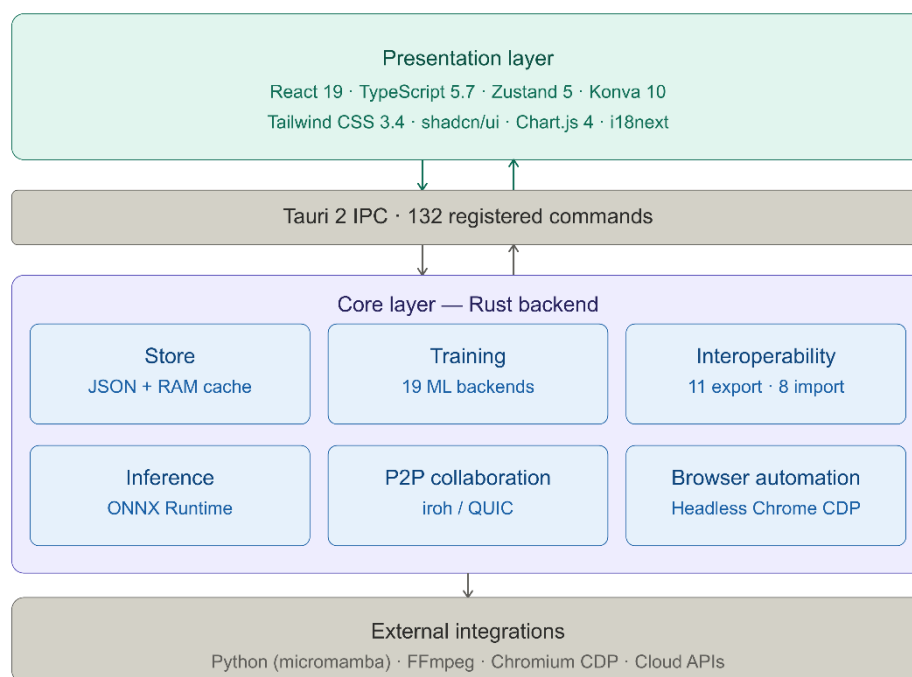 Presentation layer
React 19 · TypeScript 5.7 · Zustand 5 · Konva 10
Tailwind CSS 3.4 · shadcn/ui · Chart.js 4 · i18next
Tauri 2 IPC · 132 registered commands
Core layer — Rust backend
Store
JSON + RAM cache
Training
19 ML backends
Interoperability
11 export · 8 import
Inference
ONNX Runtime
P2P collaboration
iroh / QUIC
Browser automation
Headless Chrome CDP
External integrations
Python (micromamba) · FFmpeg · Chromium CDP · Cloud APIs